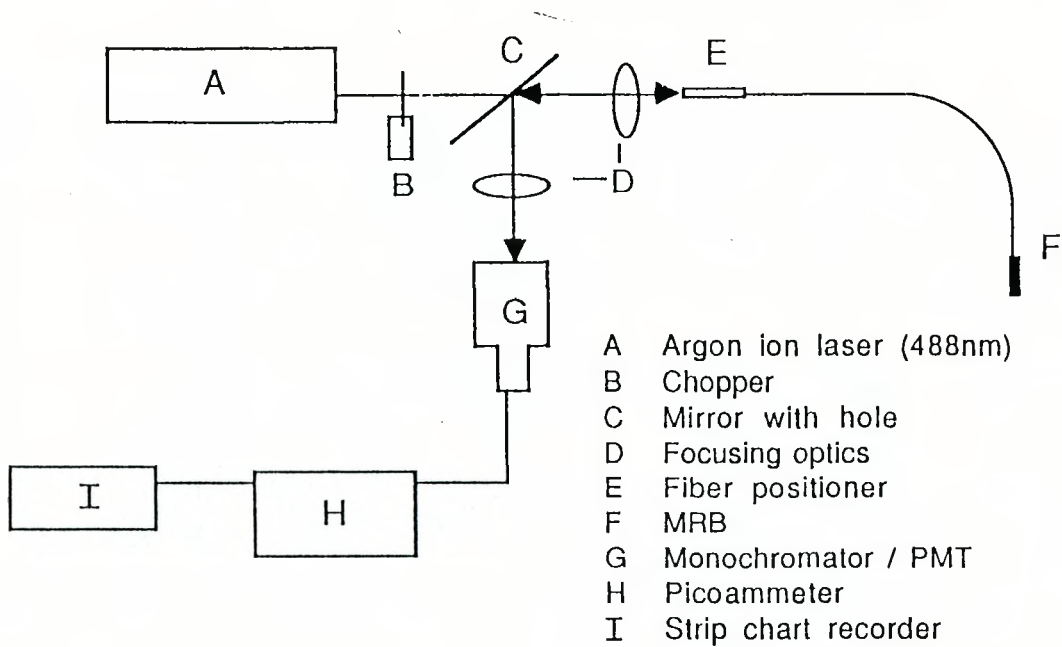 A
B
C
D
E
F
G
H
I
A Argon ion laser (488nm)
B Chopper
C Mirror with hole
D Focusing optics
E Fiber positioner
F MRB
G Monochromator / PMT
H Picoammeter
I Strip chart recorder